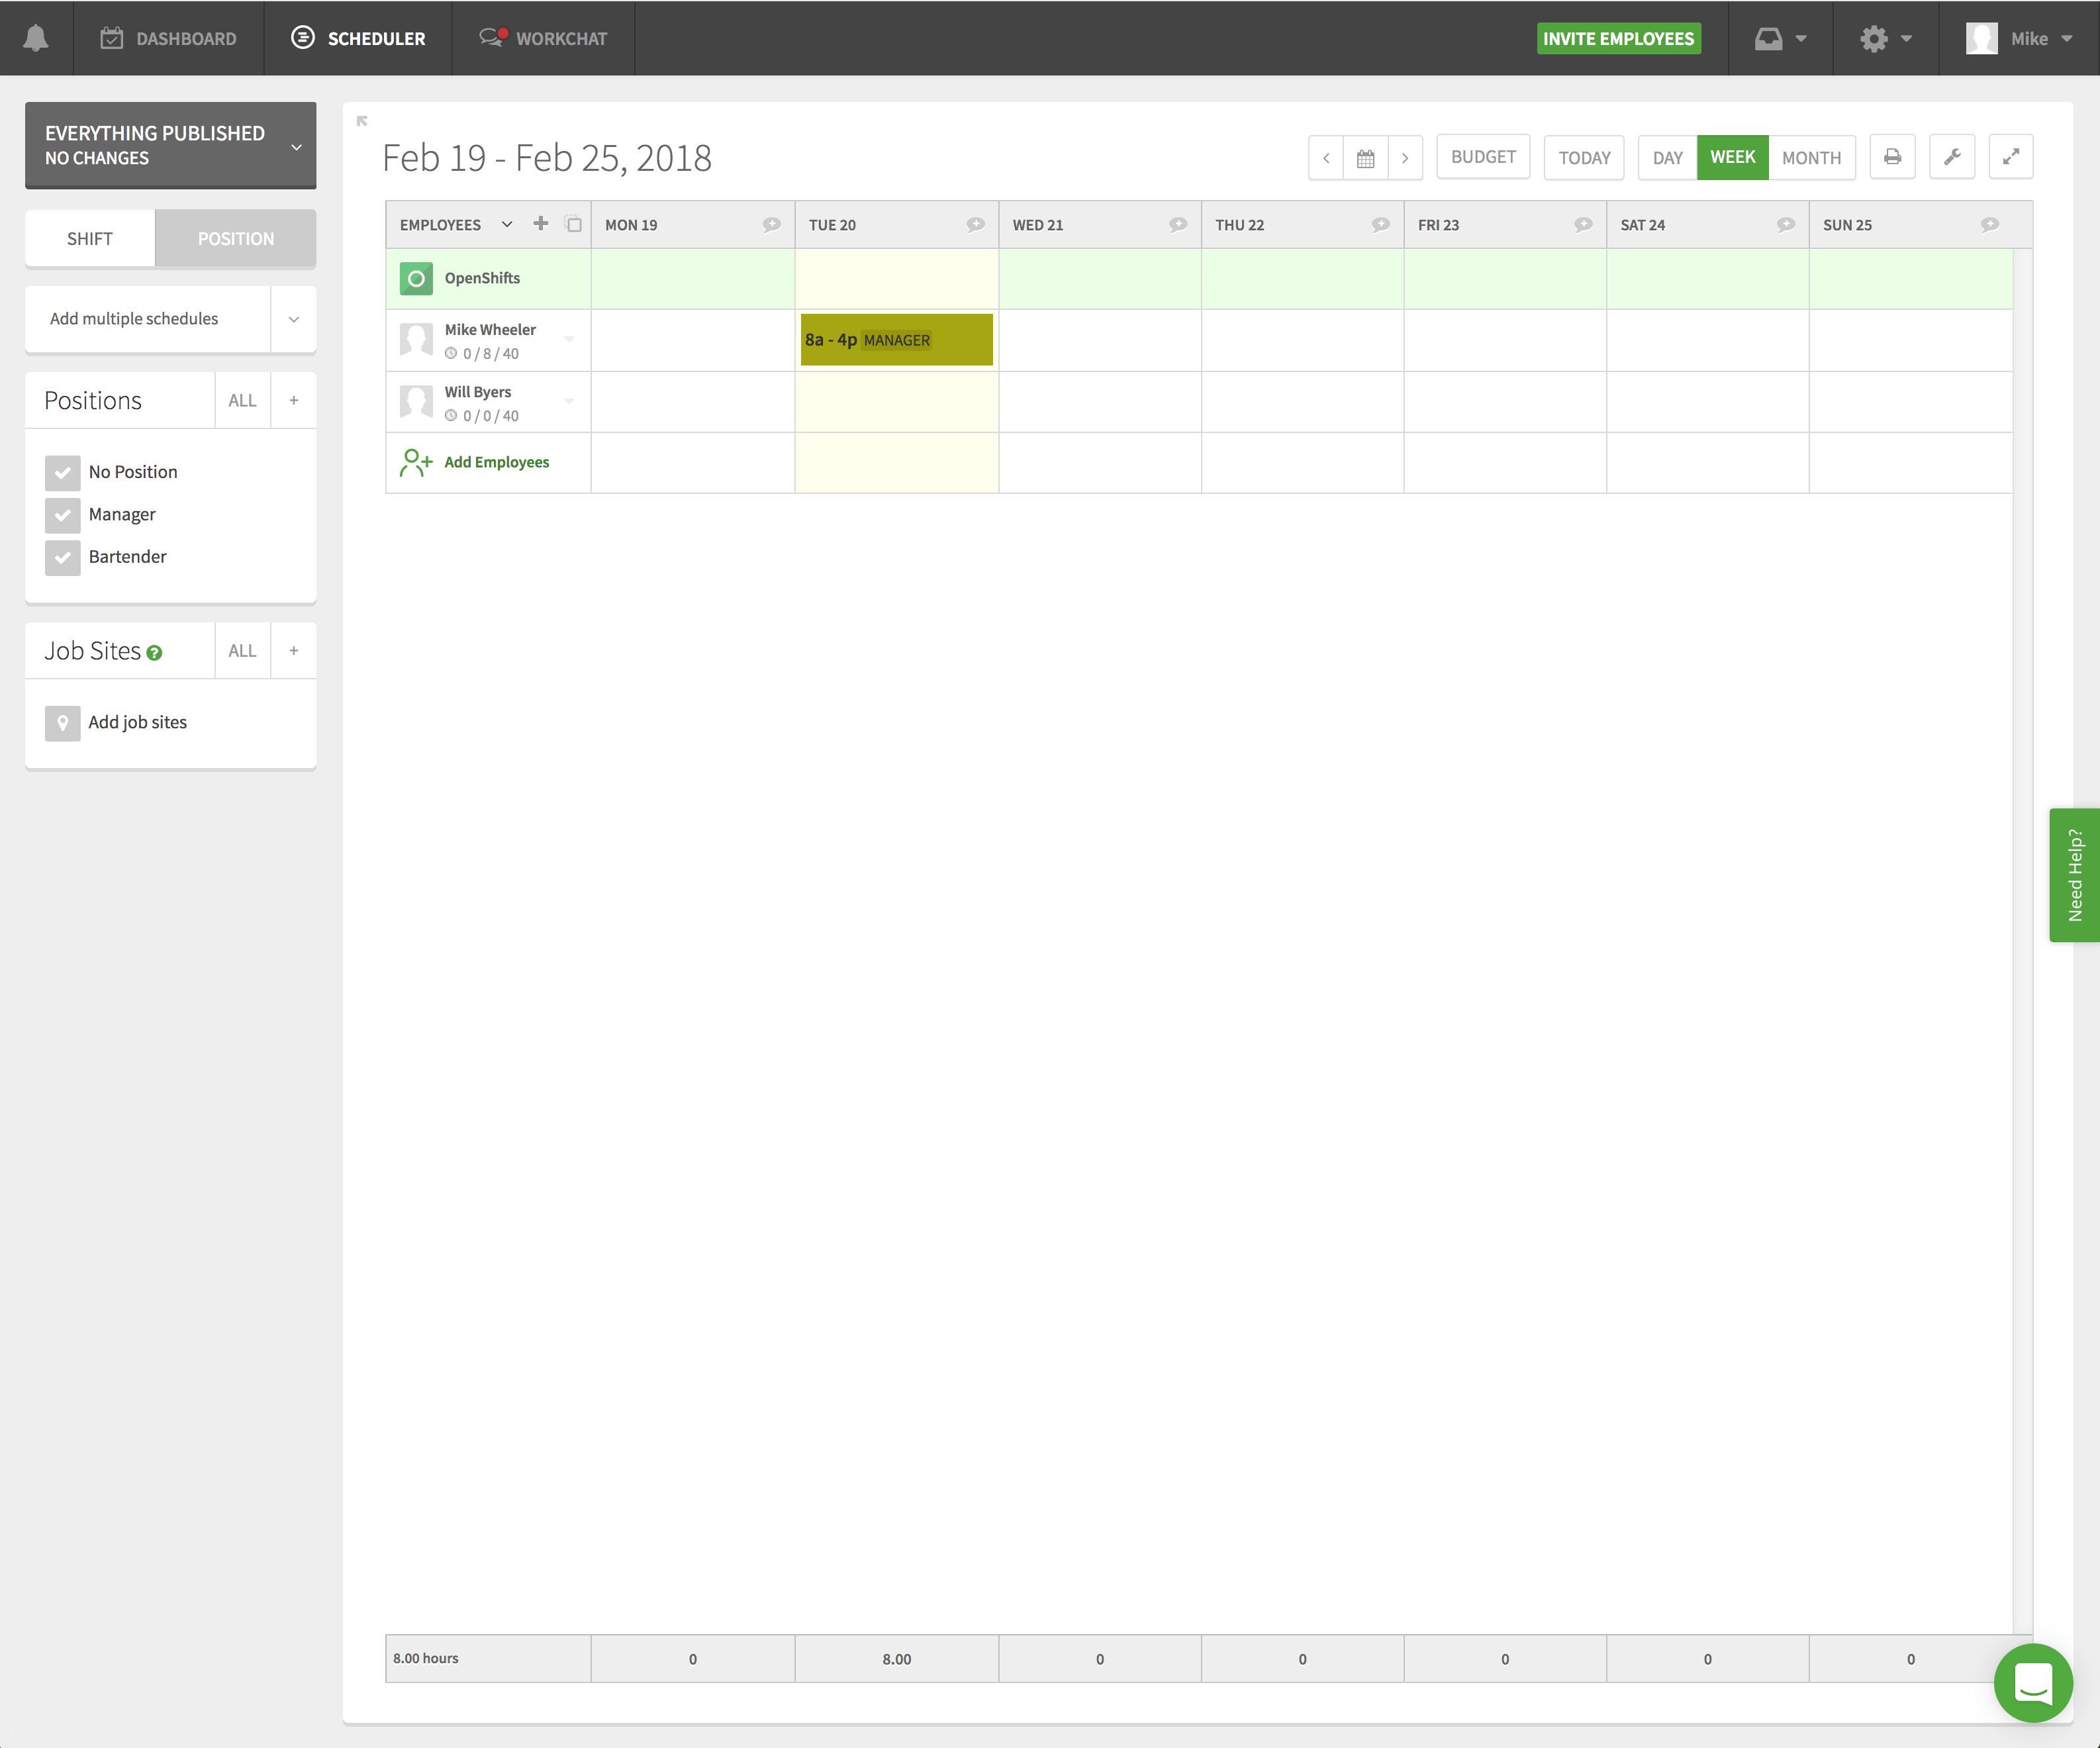 DASHBOARD
SCHEDULER
WORKCHAT
INVITE EMPLOYEES
Mike
EVERYTHING PUBLISHED
NO CHANGES
SHIFT
POSITION
Add multiple schedules
Positions
ALL
+
No Position
Manager
Bartender
Job Sites ?
ALL
+
Add job sites
Feb 19 - Feb 25, 2018
BUDGET
TODAY
DAY
WEEK
MONTH
EMPLOYEES
MON 19
TUE 20
WED 21
THU 22
FRI 23
SAT 24
SUN 25
OpenShifts
Mike Wheeler
0 / 8 / 40
8a - 4p MANAGER
Will Byers
0 / 0 / 40
Add Employees
Need Help?
8.00 hours
0
8.00
0
0
0
0
0